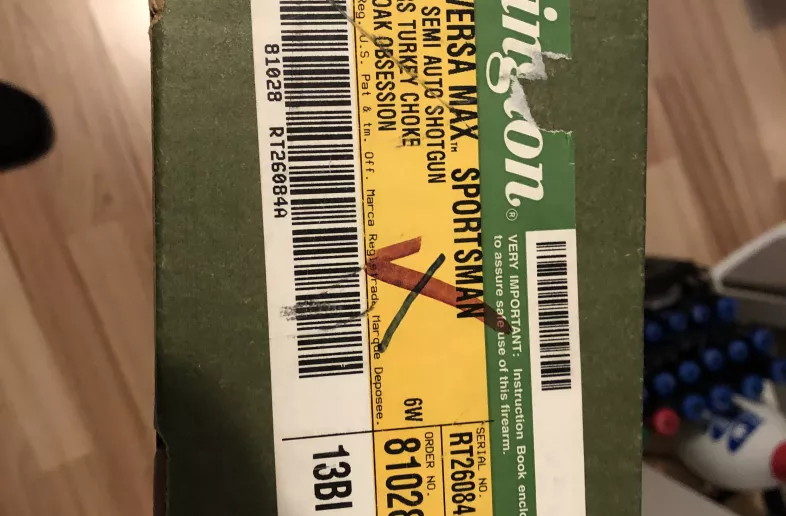 ington®
VERY IMPORTANT: Instruction Book enclo
to assure safe use of this firearm.
VERSA MAX™ SPORTSMAN
SEMI AUTO SHOTGUN
IS TURKEY CHOKE
OAK OBSESSION
6W
Reg. U.S. Pat & tm. Off. Marca Registrada Marque Deposee.
81028 RT26084A
SERIAL NO.
RT26084
ORDER NO.
81028
13BI